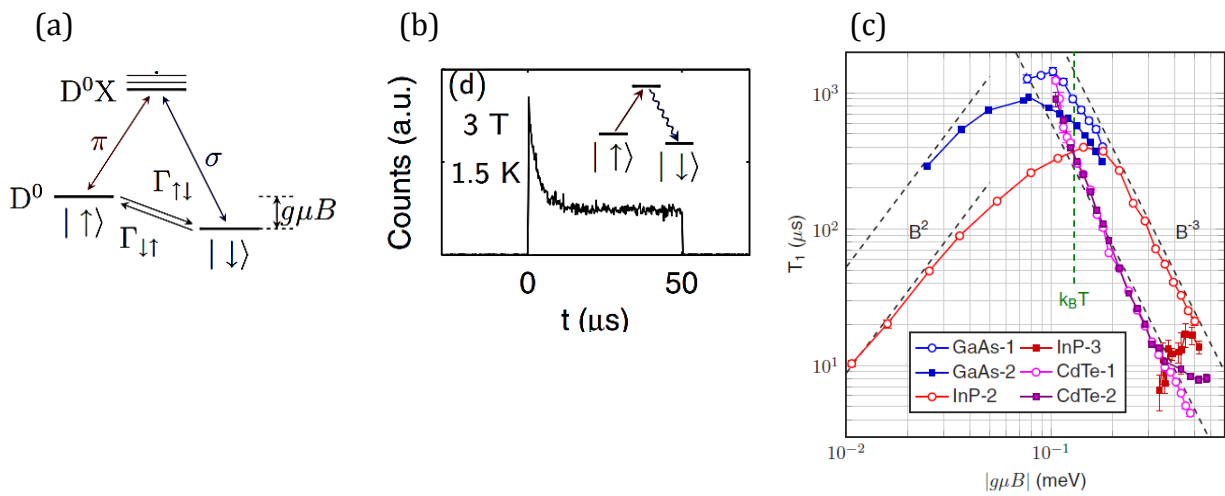 (a)
D⁰X
π
σ
D⁰
Γ↑↓
gμB
|↑⟩
Γ↓↑
|↓⟩
(b)
(d)
3 T
1.5 K
|↑⟩
|↓⟩
Counts (a.u.)
0
50
t (μs)
(c)
10³
10²
10¹
T₁ (μs)
B²
B⁻³
k_BT
GaAs-1
GaAs-2
InP-2
InP-3
CdTe-1
CdTe-2
10⁻²
10⁻¹
|gμB| (meV)